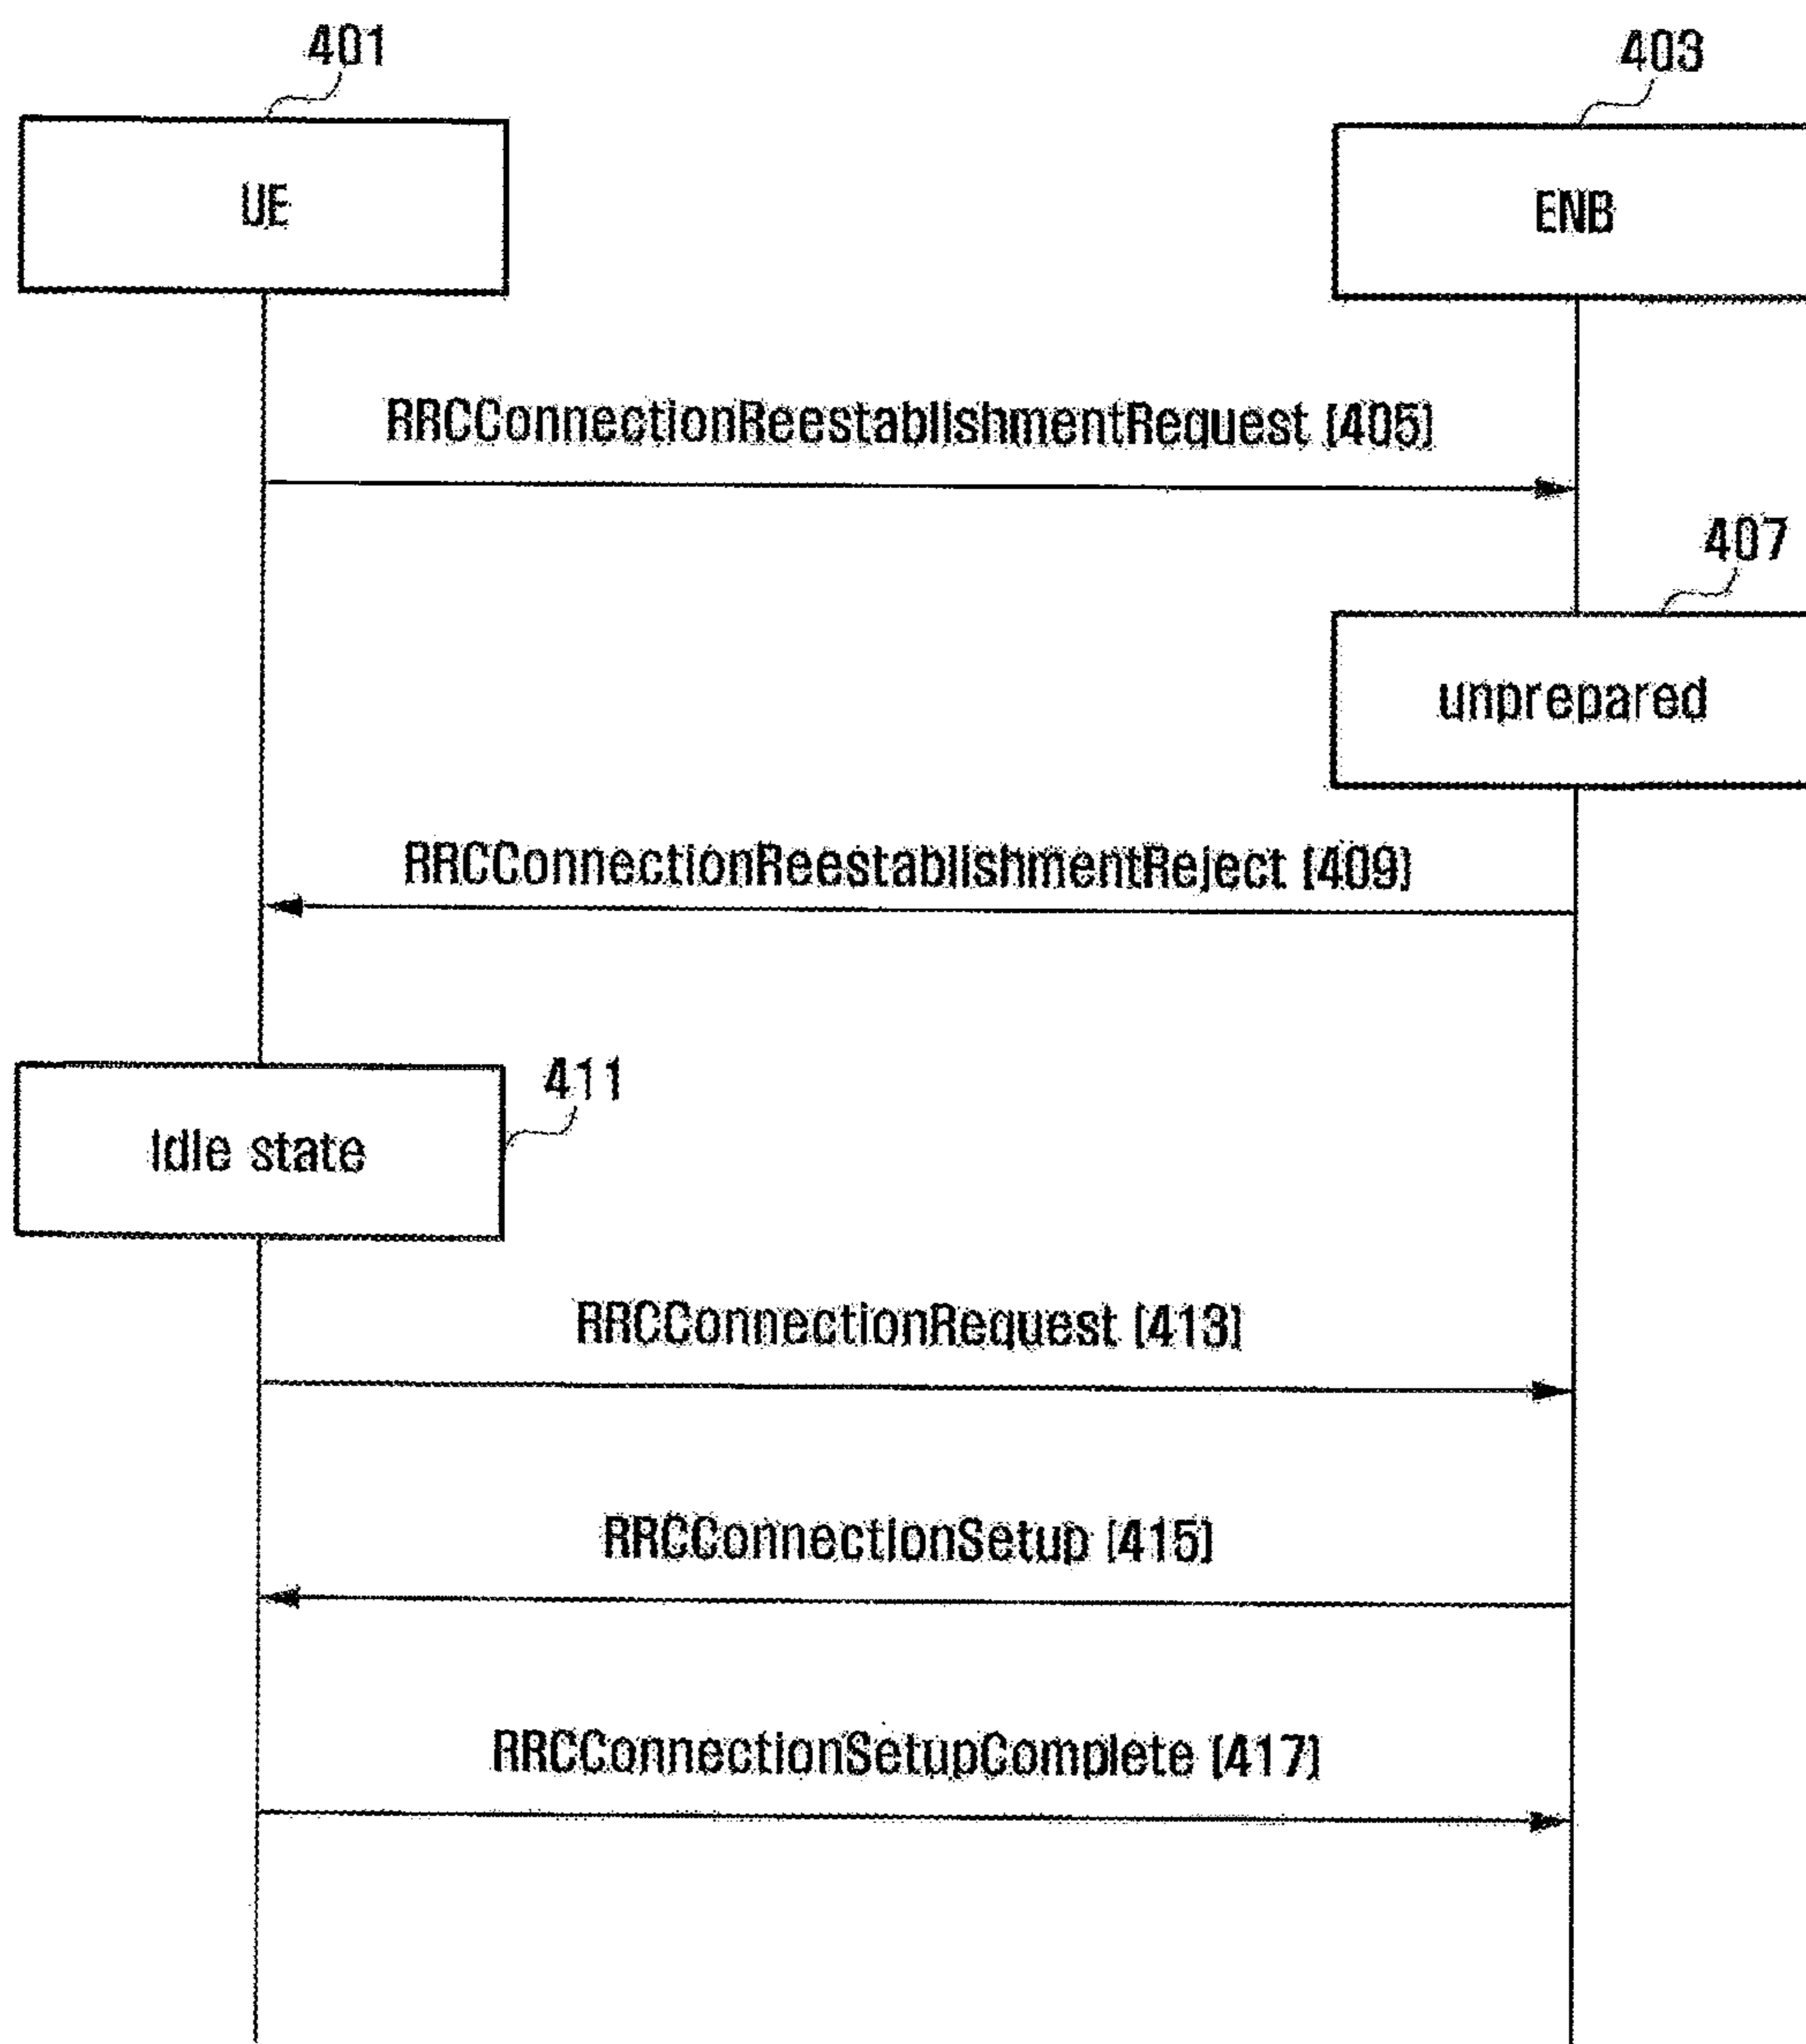 401
403
UE
ENB
RRCConnectionReestablishmentRequest [405]
407
unprepared
RRCConnectionReestablishmentReject [409]
411
Idle state
RRCConnectionRequest [413]
RRCConnectionSetup [415]
RRCConnectionSetupComplete [417]